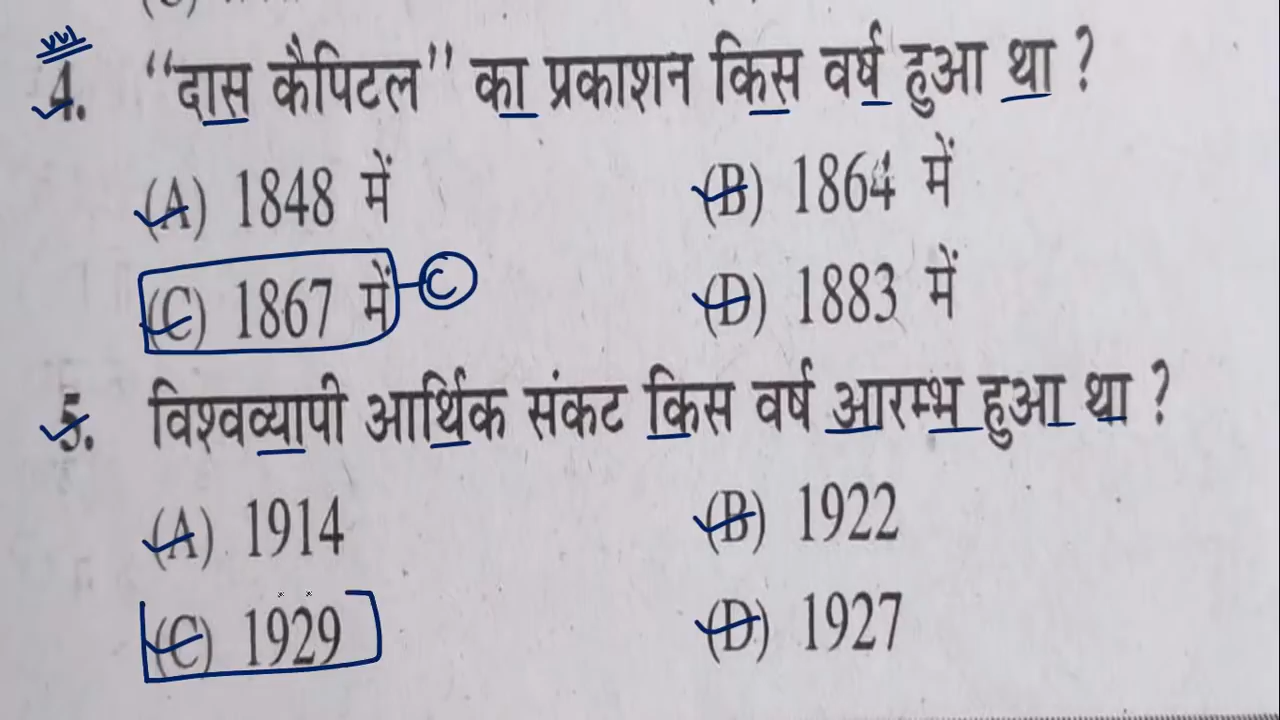 4. “दास कैपिटल” का प्रकाशन किस वर्ष हुआ था ?
(A) 1848 में (B) 1864 में
(C) 1867 में C (D) 1883 में
5. विश्वव्यापी आर्थिक संकट किस वर्ष आरम्भ हुआ था ?
(A) 1914 (B) 1922
(C) 1929 (D) 1927